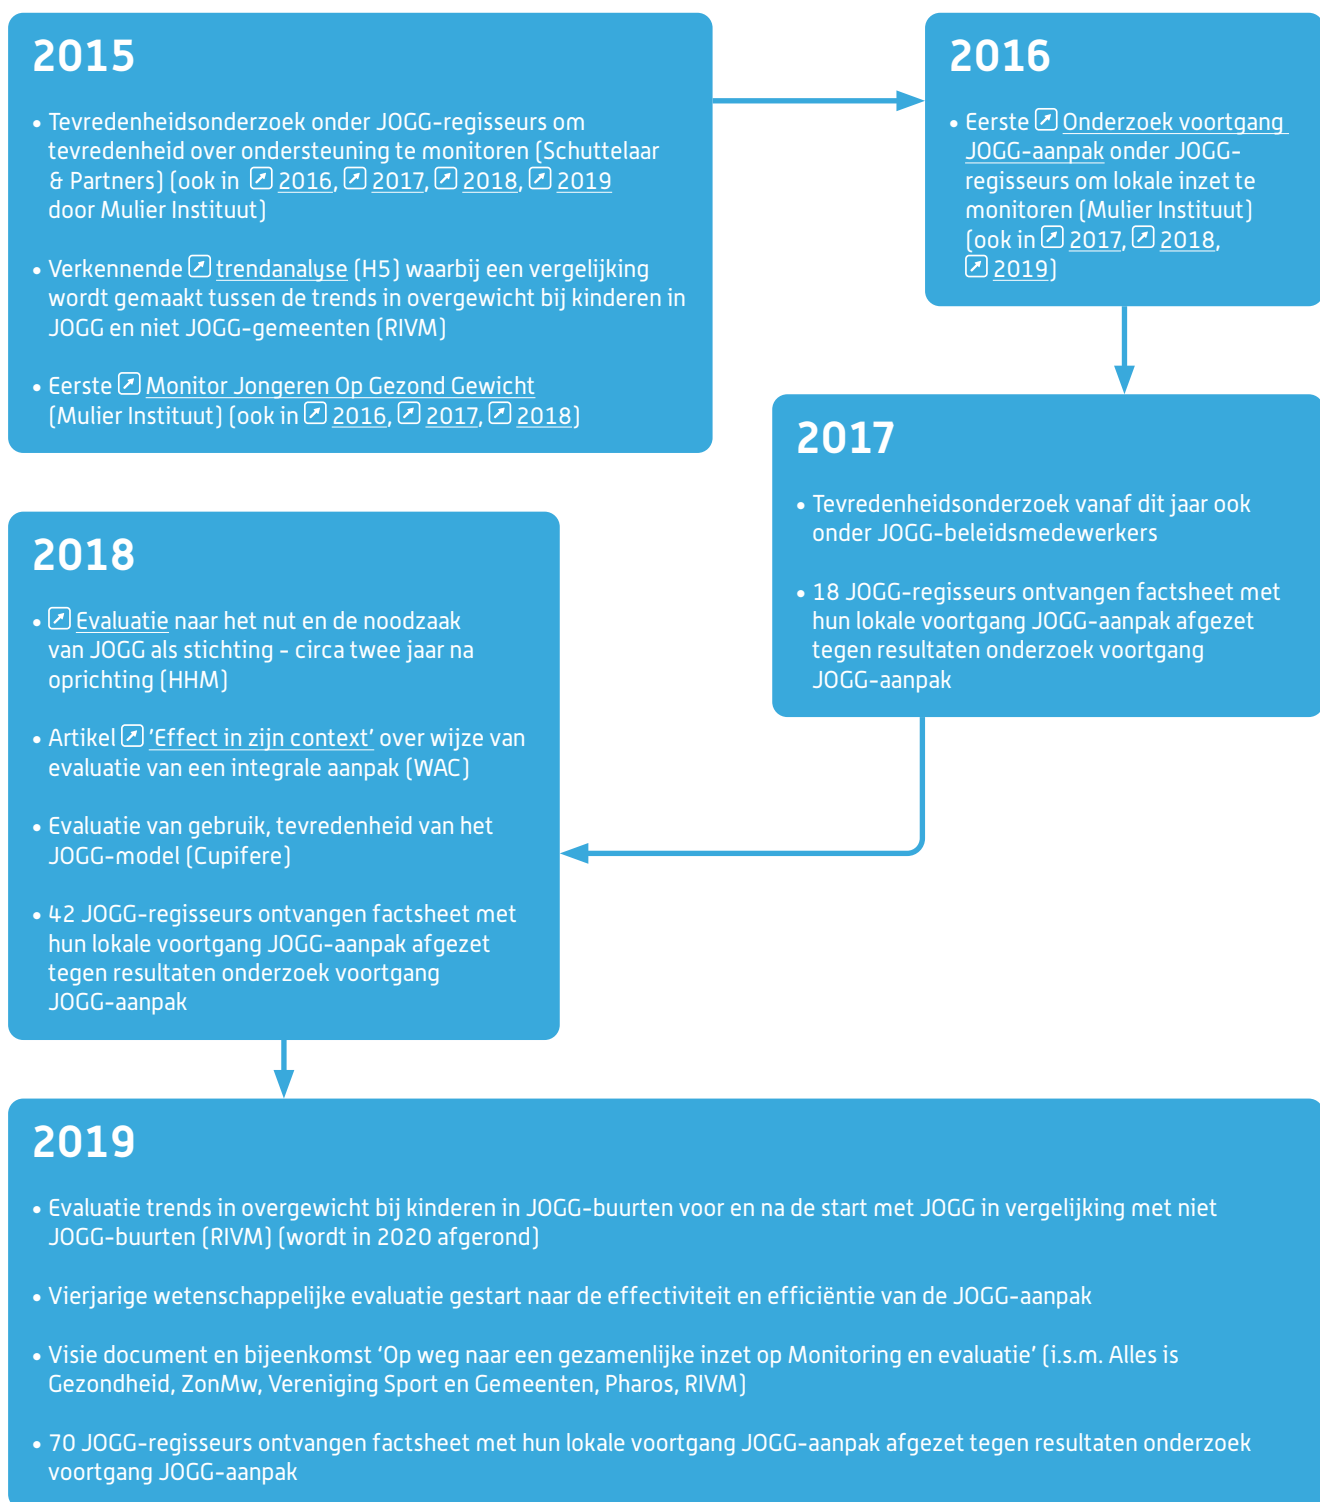 2015
• Tevredenheidsonderzoek onder JOGG-regisseurs om
tevredenheid over ondersteuning te monitoren (Schuttelaar
& Partners) (ook in 2016, 2017, 2018, 2019
door Mulier Instituut)
• Verkennende trendanalyse (H5) waarbij een vergelijking
wordt gemaakt tussen de trends in overgewicht bij kinderen in
JOGG en niet JOGG-gemeenten (RIVM)
• Eerste Monitor Jongeren Op Gezond Gewicht
(Mulier Instituut) (ook in 2016, 2017, 2018)
2016
• Eerste Onderzoek voortgang
JOGG-aanpak onder JOGG-
regisseurs om lokale inzet te
monitoren (Mulier Instituut)
(ook in 2017, 2018,
2019)
2017
• Tevredenheidsonderzoek vanaf dit jaar ook
onder JOGG-beleidsmedewerkers
• 18 JOGG-regisseurs ontvangen factsheet met
hun lokale voortgang JOGG-aanpak afgezet
tegen resultaten onderzoek voortgang
JOGG-aanpak
2018
• Evaluatie naar het nut en de noodzaak
van JOGG als stichting - circa twee jaar na
oprichting (HHM)
• Artikel ‘Effect in zijn context’ over wijze van
evaluatie van een integrale aanpak (WAC)
• Evaluatie van gebruik, tevredenheid van het
JOGG-model (Cupifere)
• 42 JOGG-regisseurs ontvangen factsheet met
hun lokale voortgang JOGG-aanpak afgezet
tegen resultaten onderzoek voortgang
JOGG-aanpak
2019
• Evaluatie trends in overgewicht bij kinderen in JOGG-buurten voor en na de start met JOGG in vergelijking met niet
JOGG-buurten (RIVM) (wordt in 2020 afgerond)
• Vierjarige wetenschappelijke evaluatie gestart naar de effectiviteit en efficiëntie van de JOGG-aanpak
• Visie document en bijeenkomst ‘Op weg naar een gezamenlijke inzet op Monitoring en evaluatie’ (i.s.m. Alles is
Gezondheid, ZonMw, Vereniging Sport en Gemeenten, Pharos, RIVM)
• 70 JOGG-regisseurs ontvangen factsheet met hun lokale voortgang JOGG-aanpak afgezet tegen resultaten onderzoek
voortgang JOGG-aanpak